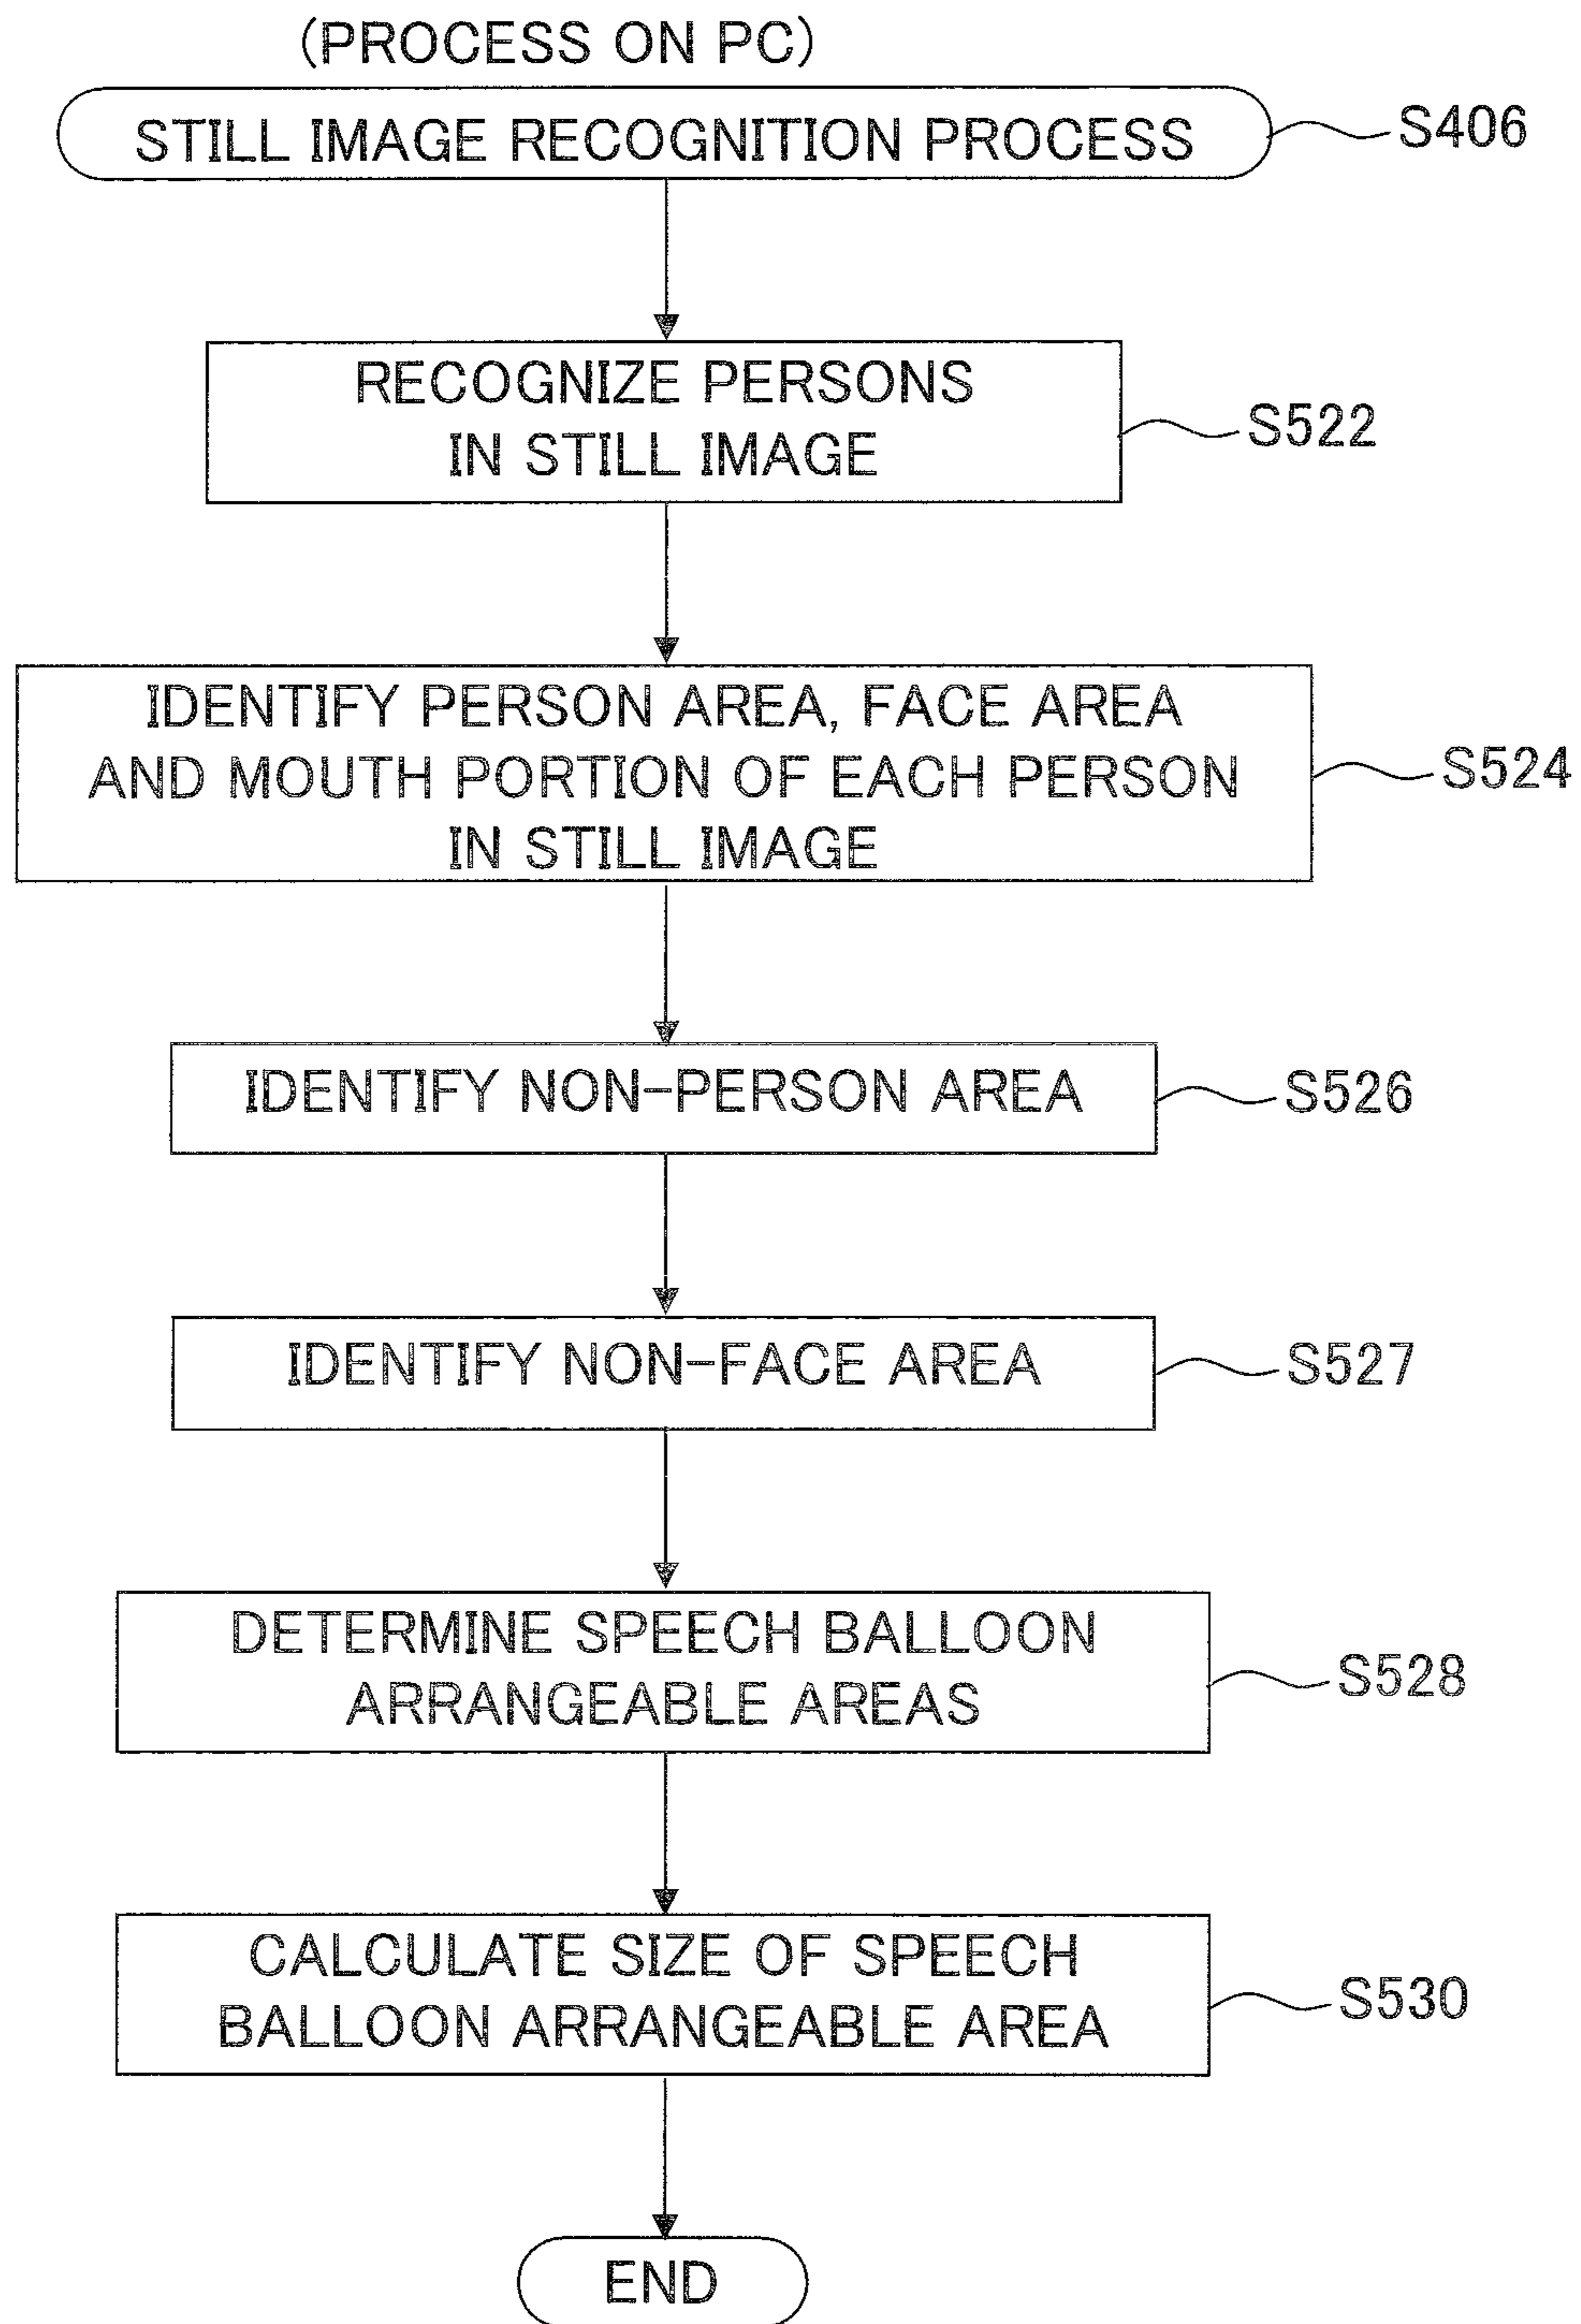 (PROCESS ON PC)
STILL IMAGE RECOGNITION PROCESS
S406
RECOGNIZE PERSONS
IN STILL IMAGE
S522
IDENTIFY PERSON AREA, FACE AREA
AND MOUTH PORTION OF EACH PERSON
IN STILL IMAGE
S524
IDENTIFY NON-PERSON AREA
S526
IDENTIFY NON-FACE AREA
S527
DETERMINE SPEECH BALLOON
ARRANGEABLE AREAS
S528
CALCULATE SIZE OF SPEECH
BALLOON ARRANGEABLE AREA
S530
END